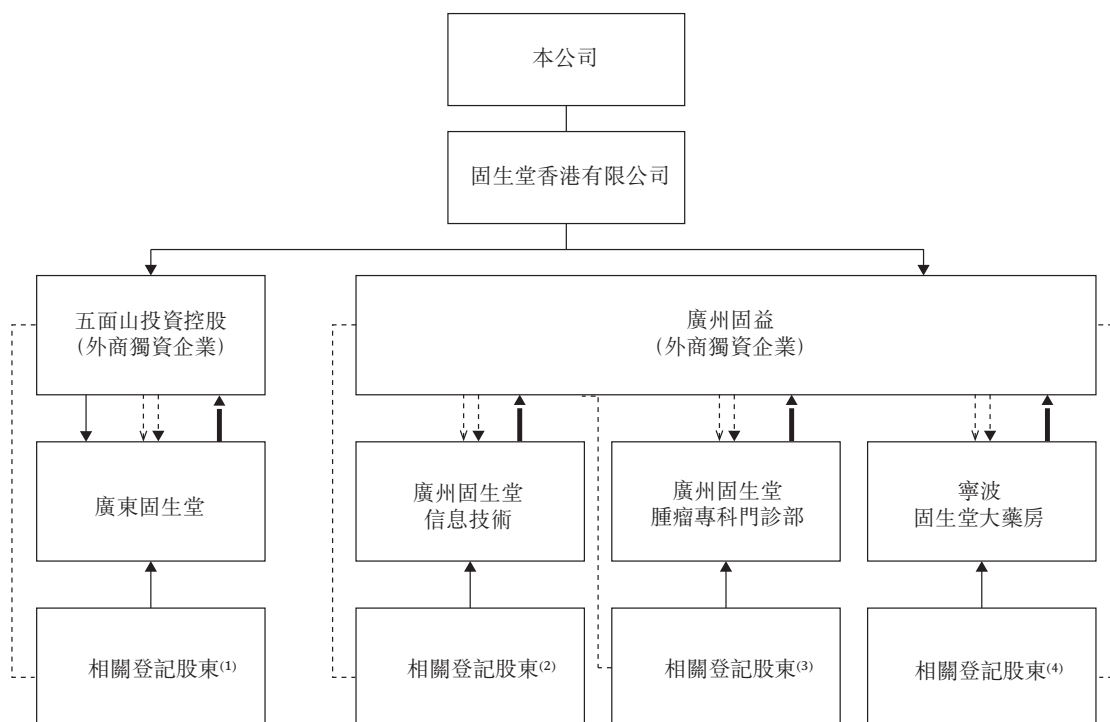 本公司
固生堂香港有限公司
五面山投資控股
(外商獨資企業)
廣州固益
(外商獨資企業)
廣東固生堂
廣州固生堂
信息技術
廣州固生堂
腫瘤專科門診部
寧波
固生堂大藥房
相關登記股東(1)
相關登記股東(2)
相關登記股東(3)
相關登記股東(4)